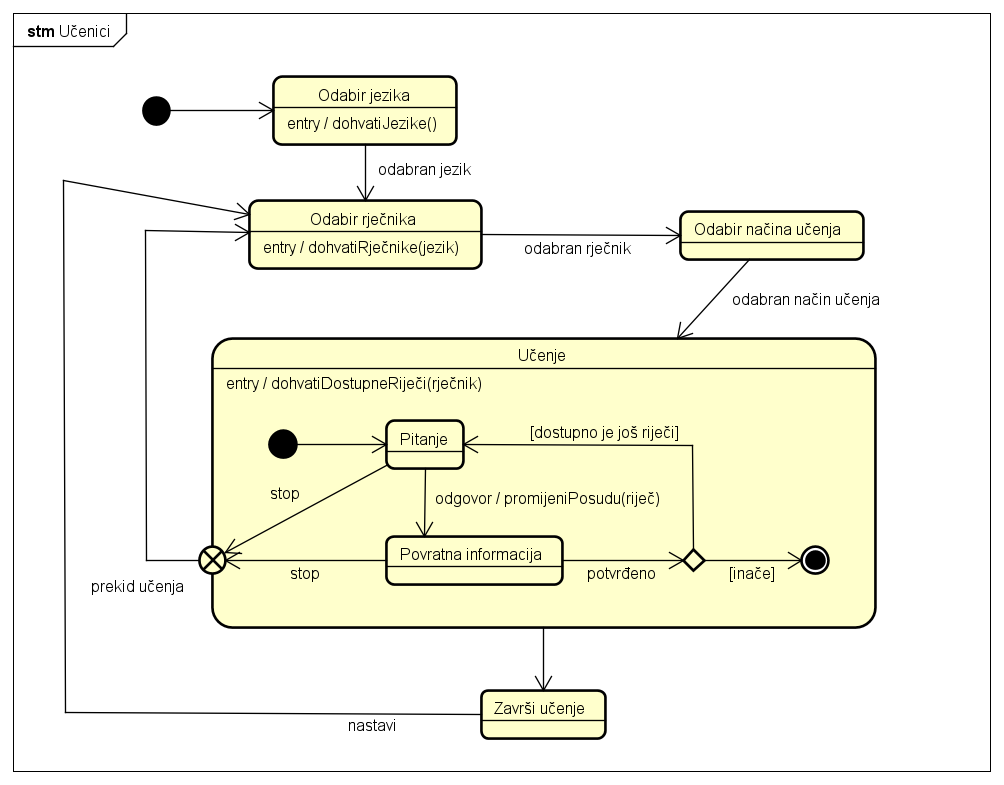 stm Učenici
Odabir jezika
entry / dohvatiJezike()
odabran jezik
Odabir rječnika
entry / dohvatiRječnike(jezik)
odabran rječnik
Odabir načina učenja
odabran način učenja
Učenje
entry / dohvatiDostupneRiječi(rječnik)
[dostupno je još riječi]
Pitanje
stop
odgovor / promijeniPosudu(riječ)
Povratna informacija
stop
potvrđeno
[inače]
prekid učenja
Završi učenje
nastavi